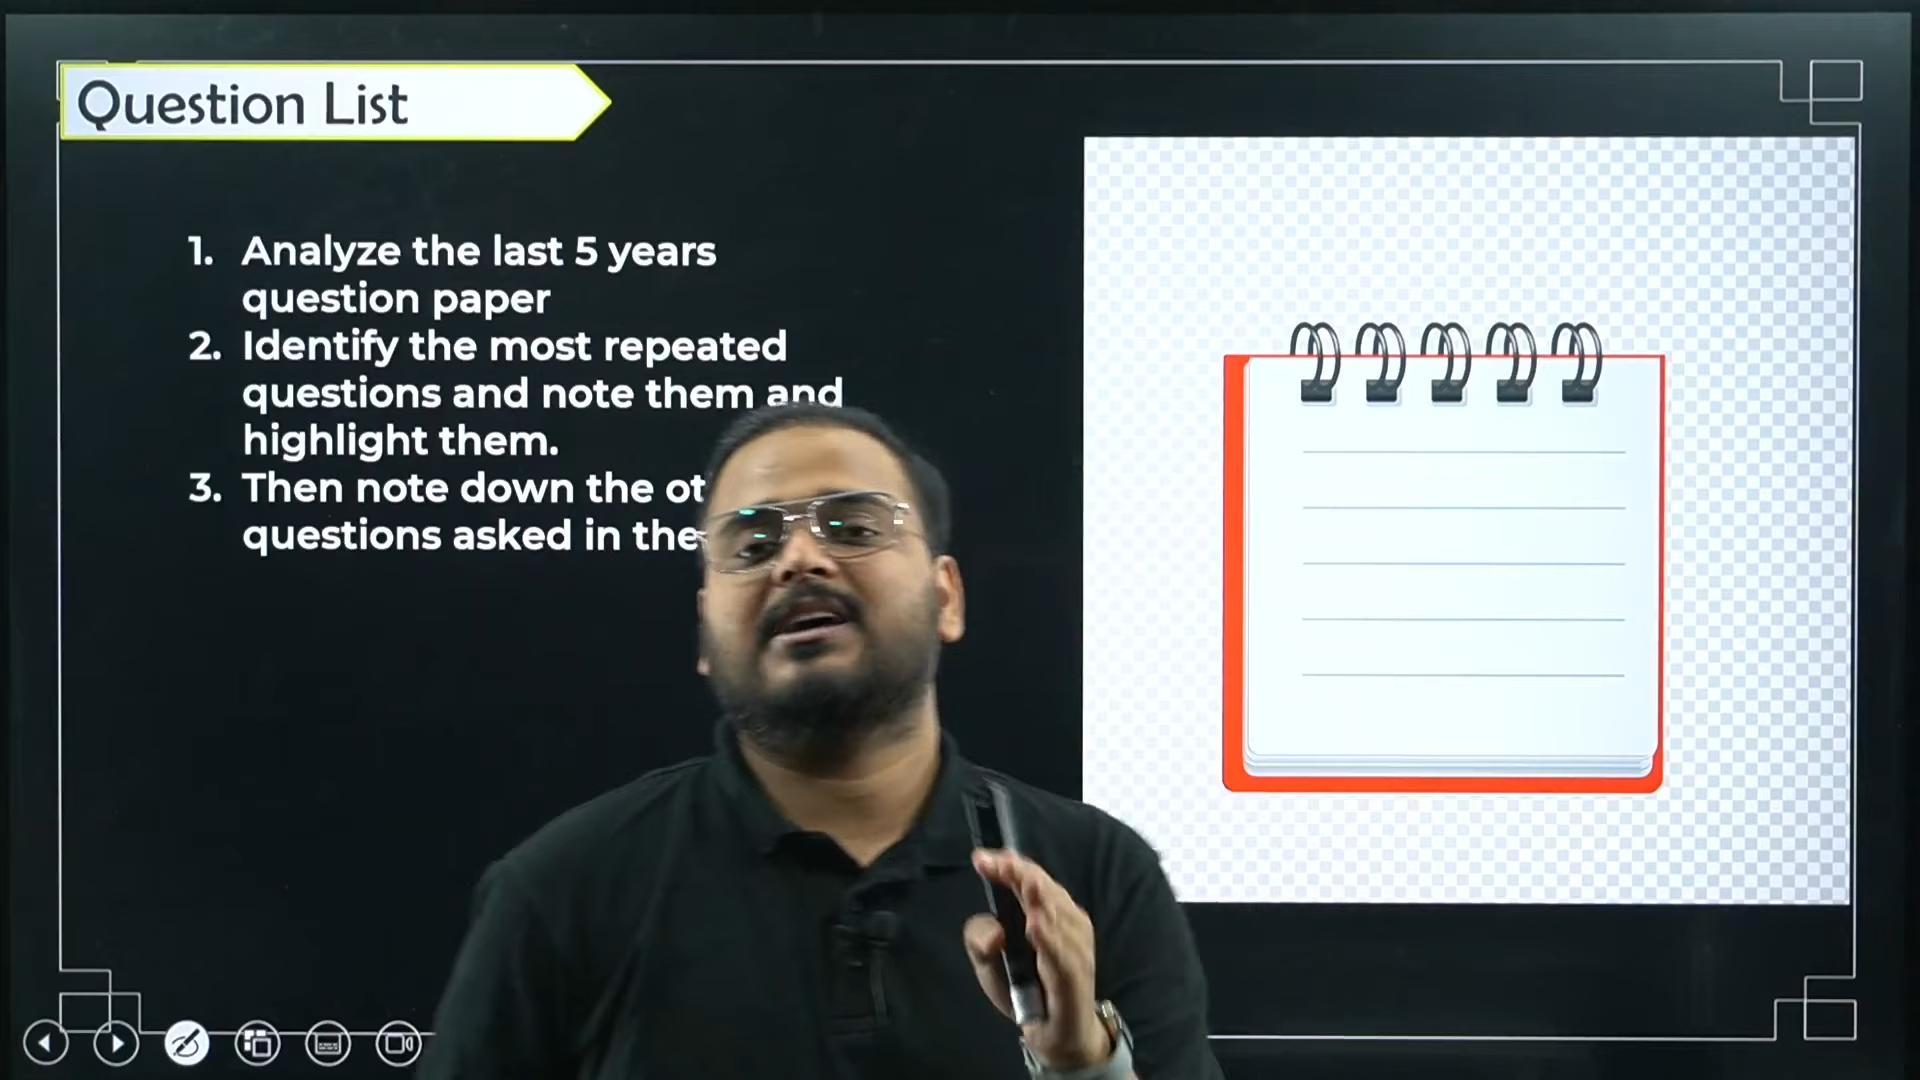 Question List
1. Analyze the last 5 years
question paper
2. Identify the most repeated
questions and note them and
highlight them.
3. Then note down the
questions asked in the